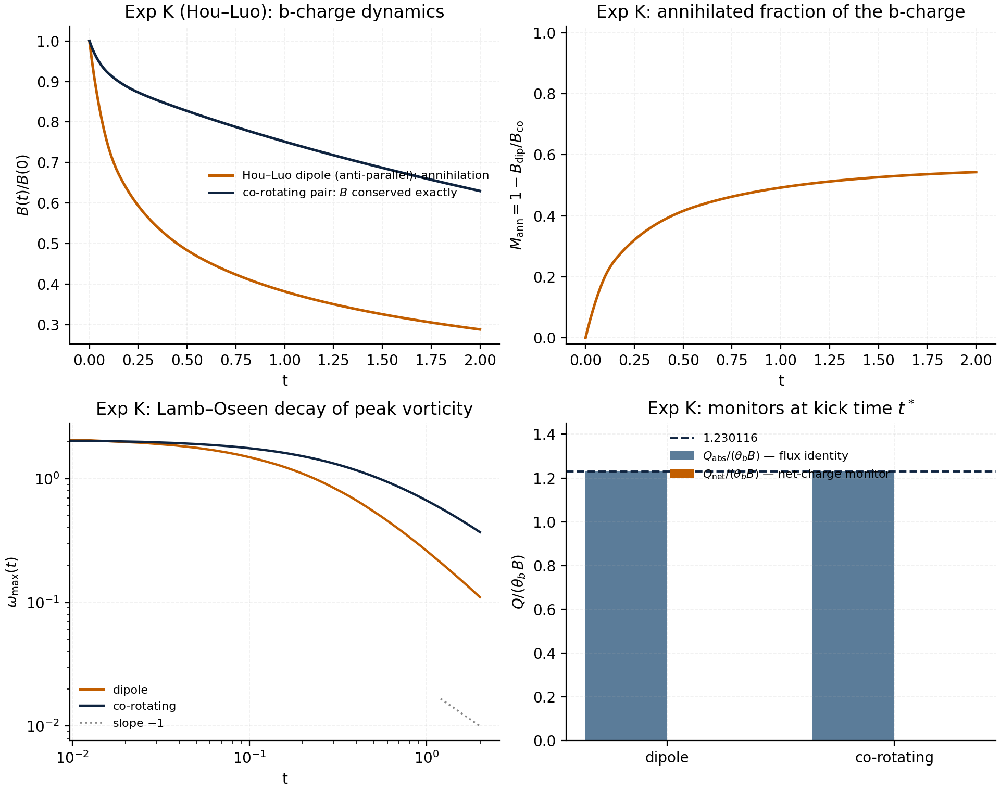 Exp K (Hou–Luo): b-charge dynamics
B(t)/B(0)
1.0
0.9
0.8
0.7
0.6
0.5
0.4
0.3
Hou–Luo dipole (anti-parallel): annihilation
co-rotating pair: B conserved exactly
0.00 0.25 0.50 0.75 1.00 1.25 1.50 1.75 2.00
t
Exp K: annihilated fraction of the b-charge
M_ann = 1 − B_dip/B_co
1.0
0.8
0.6
0.4
0.2
0.0
0.00 0.25 0.50 0.75 1.00 1.25 1.50 1.75 2.00
t
Exp K: Lamb–Oseen decay of peak vorticity
ω_max(t)
10⁰
10⁻¹
10⁻²
dipole
co-rotating
slope −1
10⁻² 10⁻¹ 10⁰
t
Exp K: monitors at kick time t*
Q/(θ_b B)
1.4
1.2
1.0
0.8
0.6
0.4
0.2
0.0
1.230116
Q_abs/(θ_bB) — flux identity
Q_net/(θ_bB) — net-charge monitor
dipole co-rotating